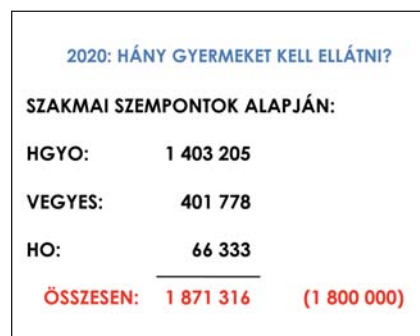 2020: HÁNY GYERMEKET KELL ELLÁTNI?
SZAKMAI SZEMPONTOK ALAPJÁN:
HGYO: 1 403 205
VEGYES: 401 778
HO: 66 333
ÖSSZESEN: 1 871 316 (1 800 000)